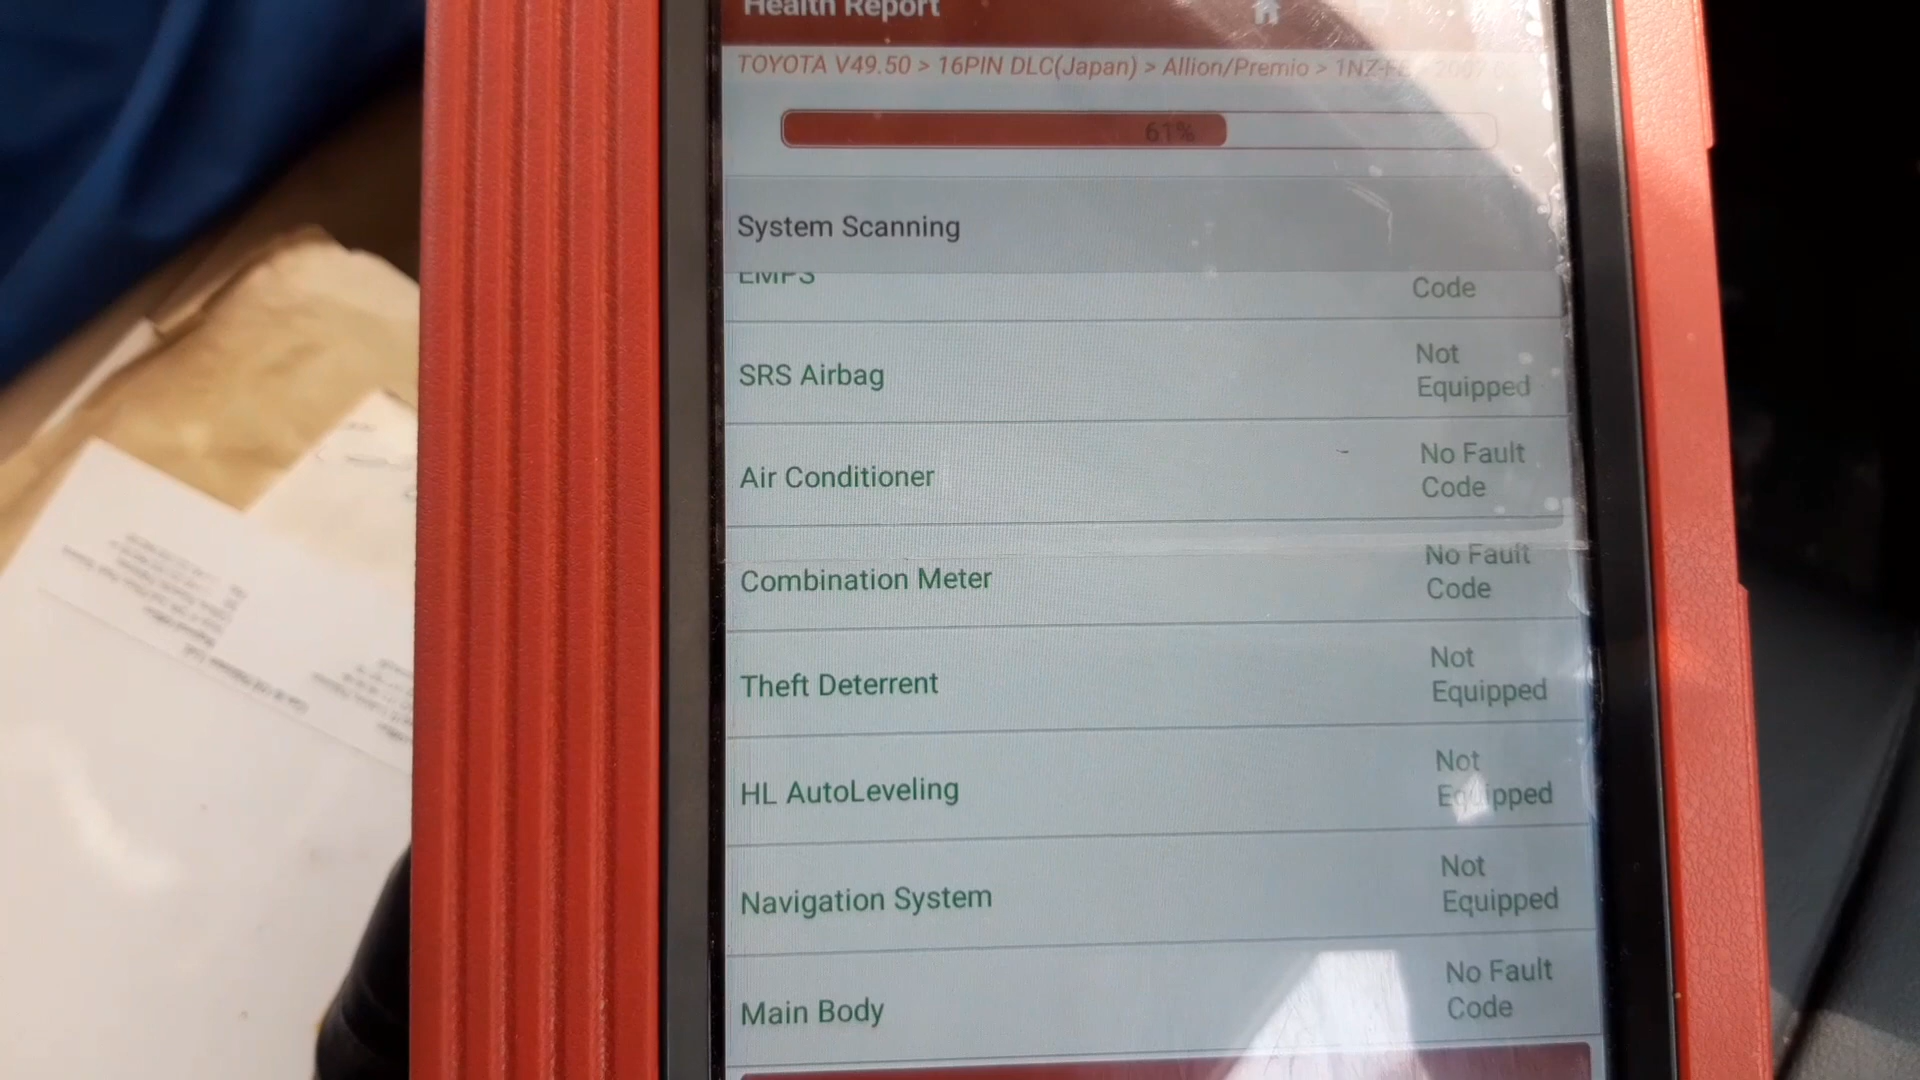 Health Report
TOYOTA V49.50 > 16PIN DLC(Japan) > Allion/Premio > 1NZ-FE
61%
System Scanning
EMPS
Code
SRS Airbag
Not
Equipped
Air Conditioner
No Fault
Code
Combination Meter
No Fault
Code
Theft Deterrent
Not
Equipped
HL AutoLeveling
Not
Equipped
Navigation System
Not
Equipped
Main Body
No Fault
Code